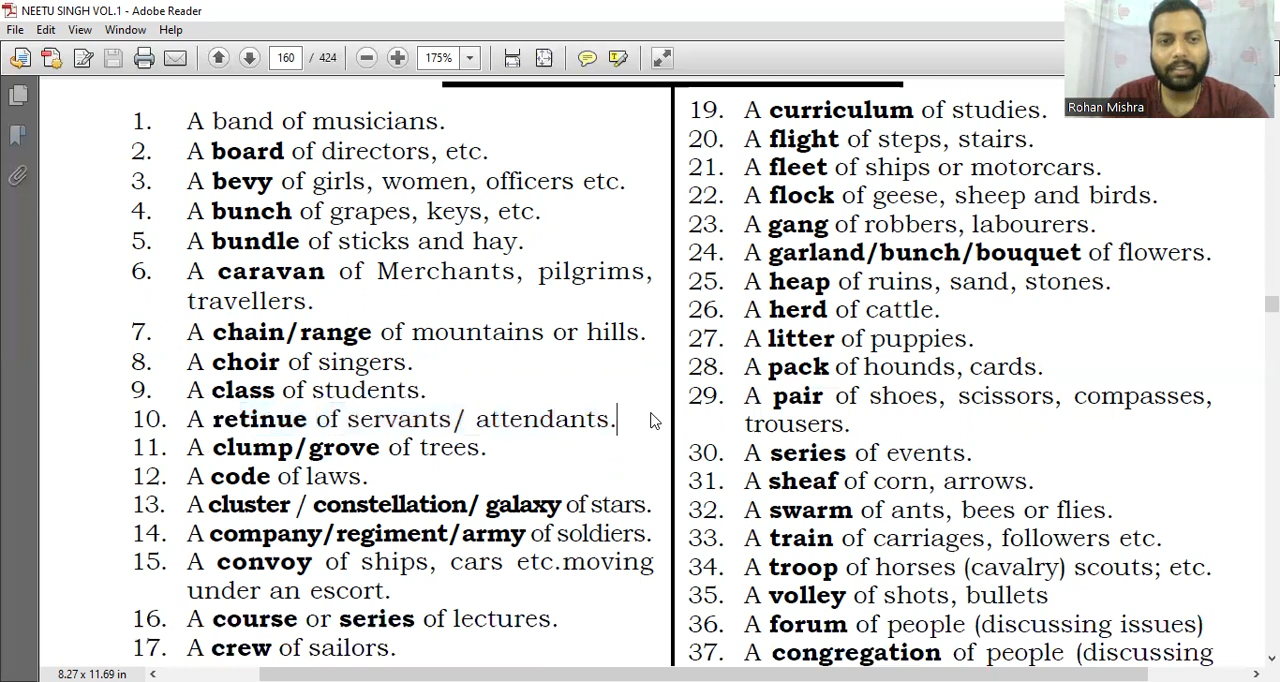 NEETU SINGH VOL.1 - Adobe Reader
File Edit View Window Help
160 / 424 175%
Rohan Mishra
1. A band of musicians.
2. A board of directors, etc.
3. A bevy of girls, women, officers etc.
4. A bunch of grapes, keys, etc.
5. A bundle of sticks and hay.
6. A caravan of Merchants, pilgrims,
travellers.
7. A chain/range of mountains or hills.
8. A choir of singers.
9. A class of students.
10. A retinue of servants/ attendants.
11. A clump/grove of trees.
12. A code of laws.
13. A cluster / constellation/ galaxy of stars.
14. A company/regiment/army of soldiers.
15. A convoy of ships, cars etc.moving
under an escort.
16. A course or series of lectures.
17. A crew of sailors.
19. A curriculum of studies.
20. A flight of steps, stairs.
21. A fleet of ships or motorcars.
22. A flock of geese, sheep and birds.
23. A gang of robbers, labourers.
24. A garland/bunch/bouquet of flowers.
25. A heap of ruins, sand, stones.
26. A herd of cattle.
27. A litter of puppies.
28. A pack of hounds, cards.
29. A pair of shoes, scissors, compasses,
trousers.
30. A series of events.
31. A sheaf of corn, arrows.
32. A swarm of ants, bees or flies.
33. A train of carriages, followers etc.
34. A troop of horses (cavalry) scouts; etc.
35. A volley of shots, bullets
36. A forum of people (discussing issues)
37. A congregation of people (discussing
8.27 x 11.69 in